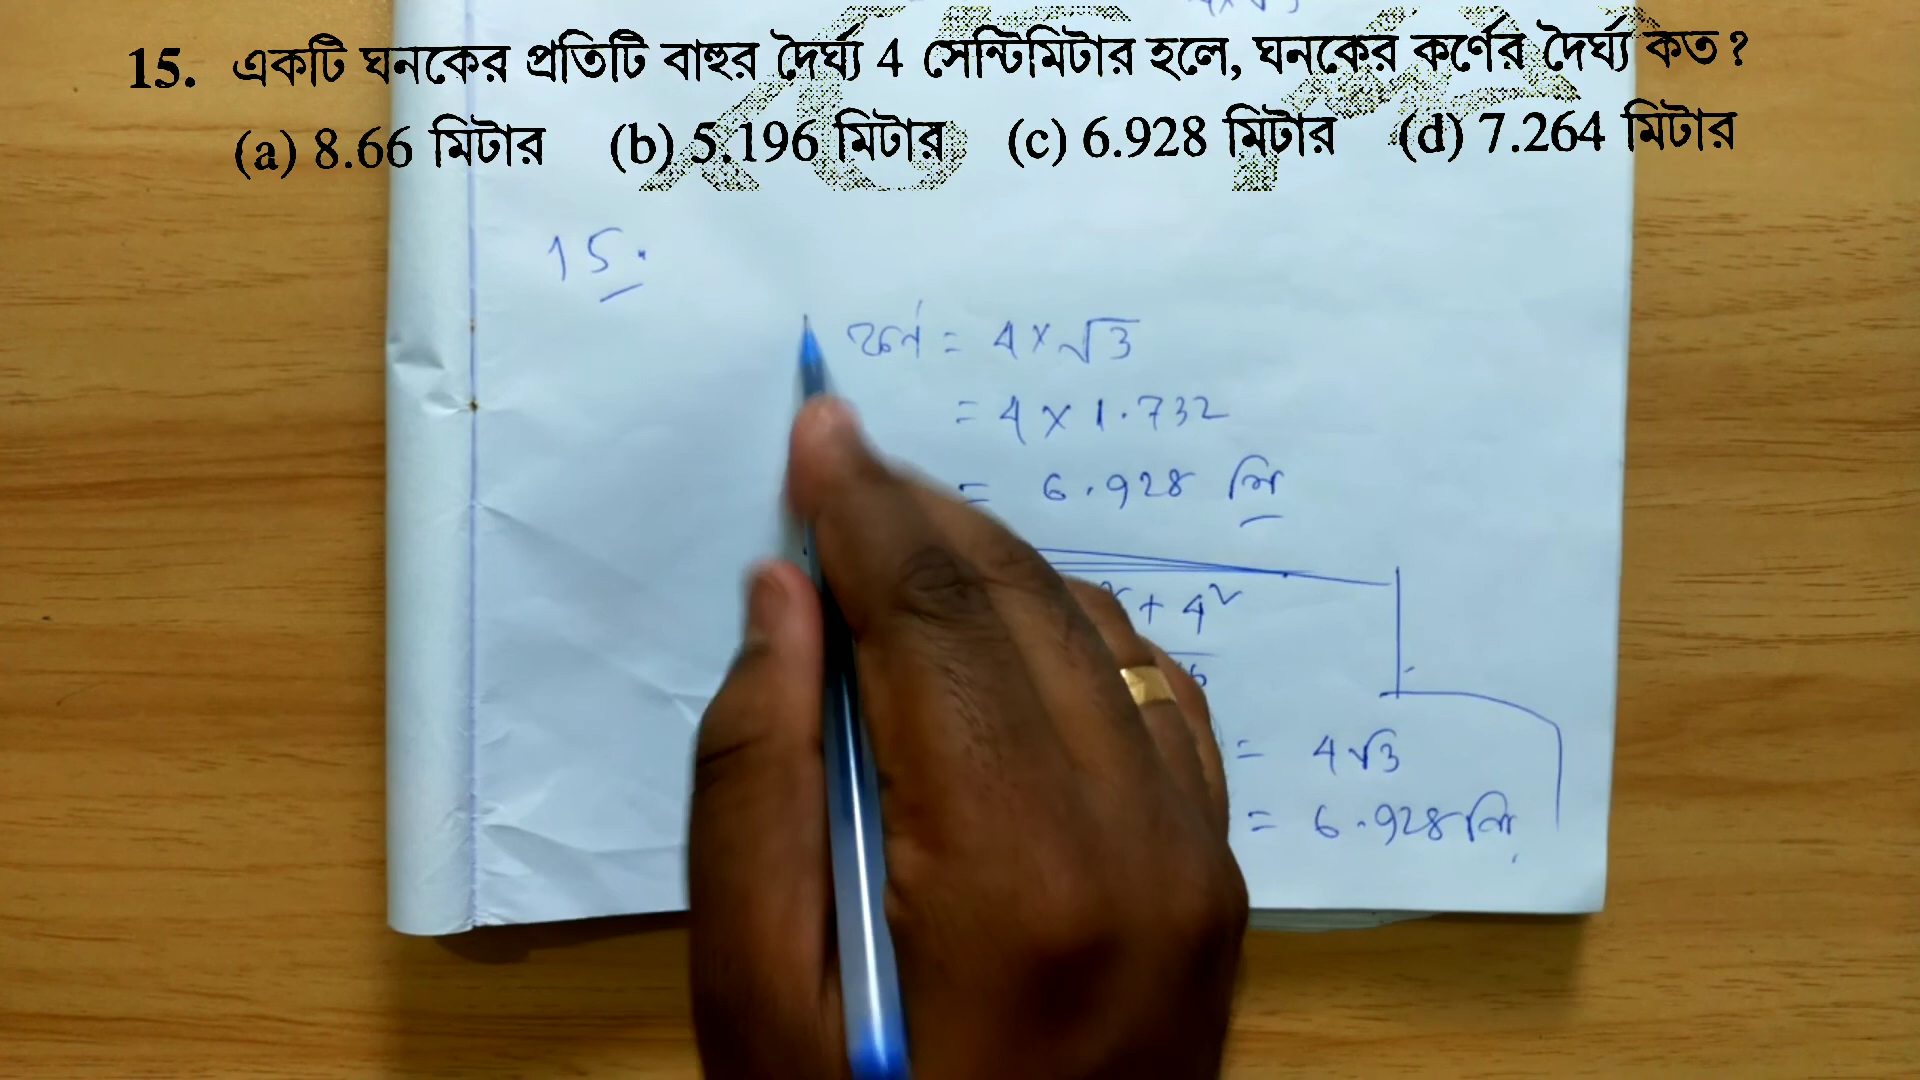 15. একটি ঘনকের প্রতিটি বাহুর দৈর্ঘ্য 4 সেন্টিমিটার হলে, ঘনকের কর্ণের দৈর্ঘ্য কত?
(a) 8.66 মিটার (b) 5.196 মিটার (c) 6.928 মিটার (d) 7.264 মিটার
15.
কর্ণ = 4 × √3
= 4 × 1.732
= 6.928 মি
+ 4²
= 4√3
= 6.928 মি